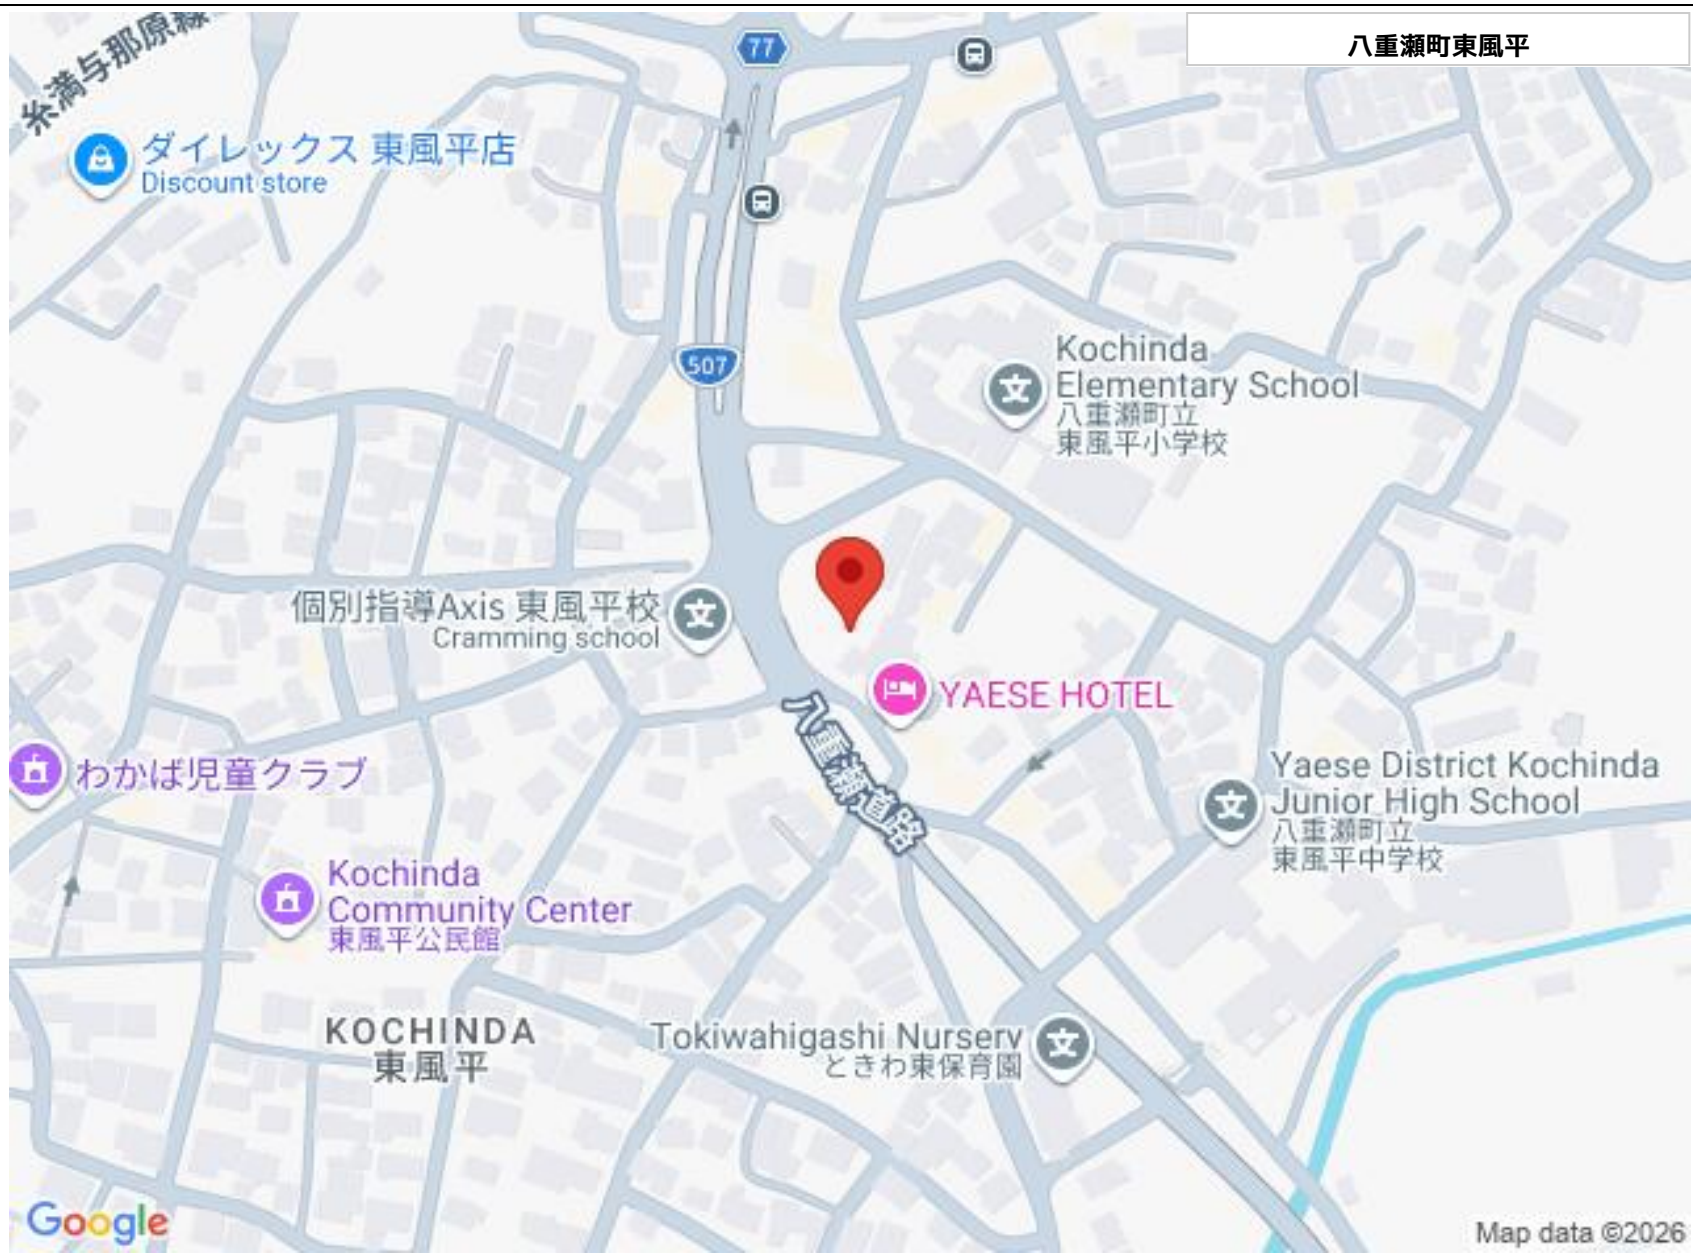 八重瀬町東風平
77
糸満与那原線
ダイレックス 東風平店
Discount store
507
Kochinda
Elementary School
八重瀬町立
東風平小学校
個別指導Axis 東風平校
Cramming school
YAESE HOTEL
八重瀬道路
わかば児童クラブ
Yaese District Kochinda
Junior High School
八重瀬町立
東風平中学校
Kochinda
Community Center
東風平公民館
KOCHINDA
東風平
Tokiwahigashi Nursery
ときわ東保育園
Google
Map data ©2026